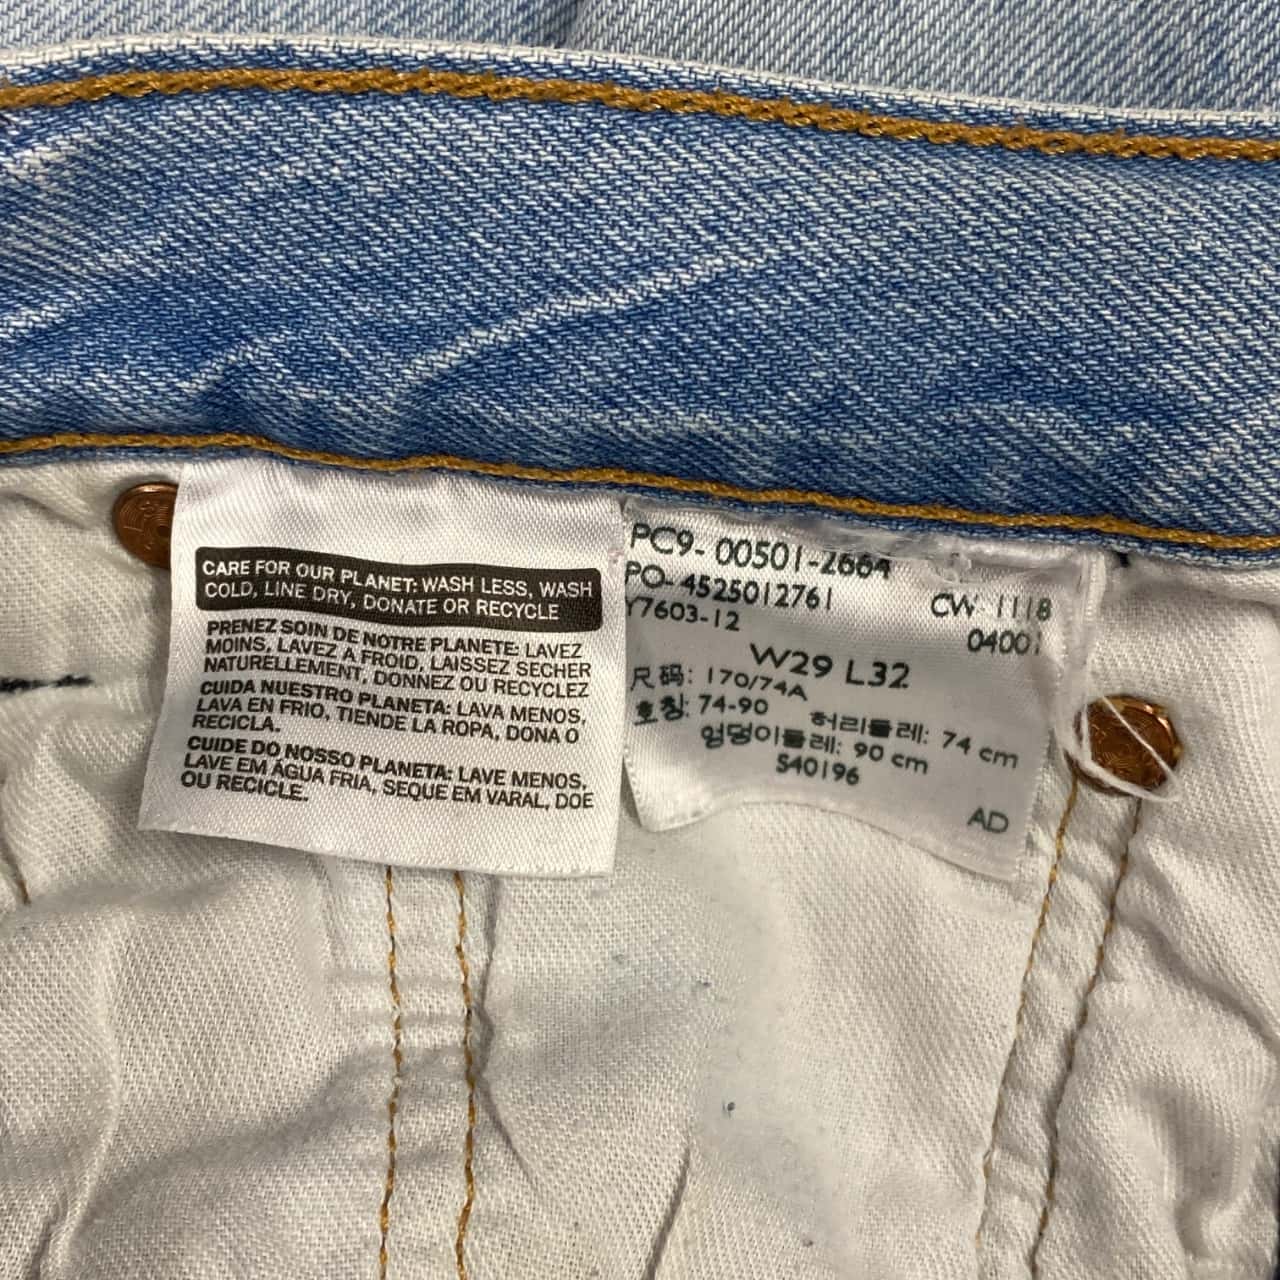 CARE FOR OUR PLANET: WASH LESS, WASH
COLD, LINE DRY, DONATE OR RECYCLE
PRENEZ SOIN DE NOTRE PLANETE: LAVEZ
MOINS, LAVEZ A FROID, LAISSEZ SECHER
NATURELLEMENT, DONNEZ OU RECYCLEZ
CUIDA NUESTRO PLANETA: LAVA MENOS,
LAVA EN FRIO, TIENDE LA ROPA, DONA O
RECICLA.
CUIDE DO NOSSO PLANETA: LAVE MENOS,
LAVE EM ÁGUA FRIA, SEQUE EM VARAL, DOE
OU RECICLE.
PC9- 00501-2664
PO- 4525012761 CW 1118
Y7603-12 04001
W29 L32
尺码: 170/74A
호칭: 74-90 허리둘레: 74 cm
엉덩이둘레: 90 cm
S40196
AD